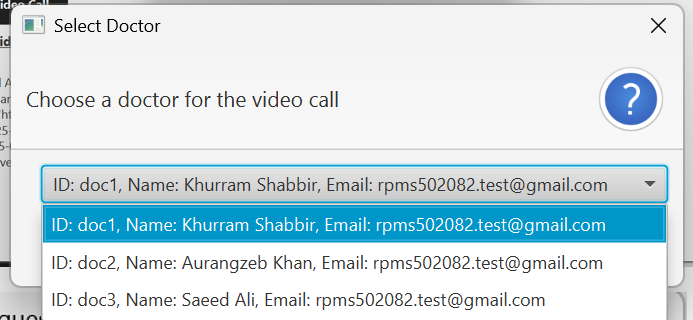 Select Doctor
Choose a doctor for the video call
ID: doc1, Name: Khurram Shabbir, Email: rpms502082.test@gmail.com
ID: doc1, Name: Khurram Shabbir, Email: rpms502082.test@gmail.com
ID: doc2, Name: Aurangzeb Khan, Email: rpms502082.test@gmail.com
ID: doc3, Name: Saeed Ali, Email: rpms502082.test@gmail.com